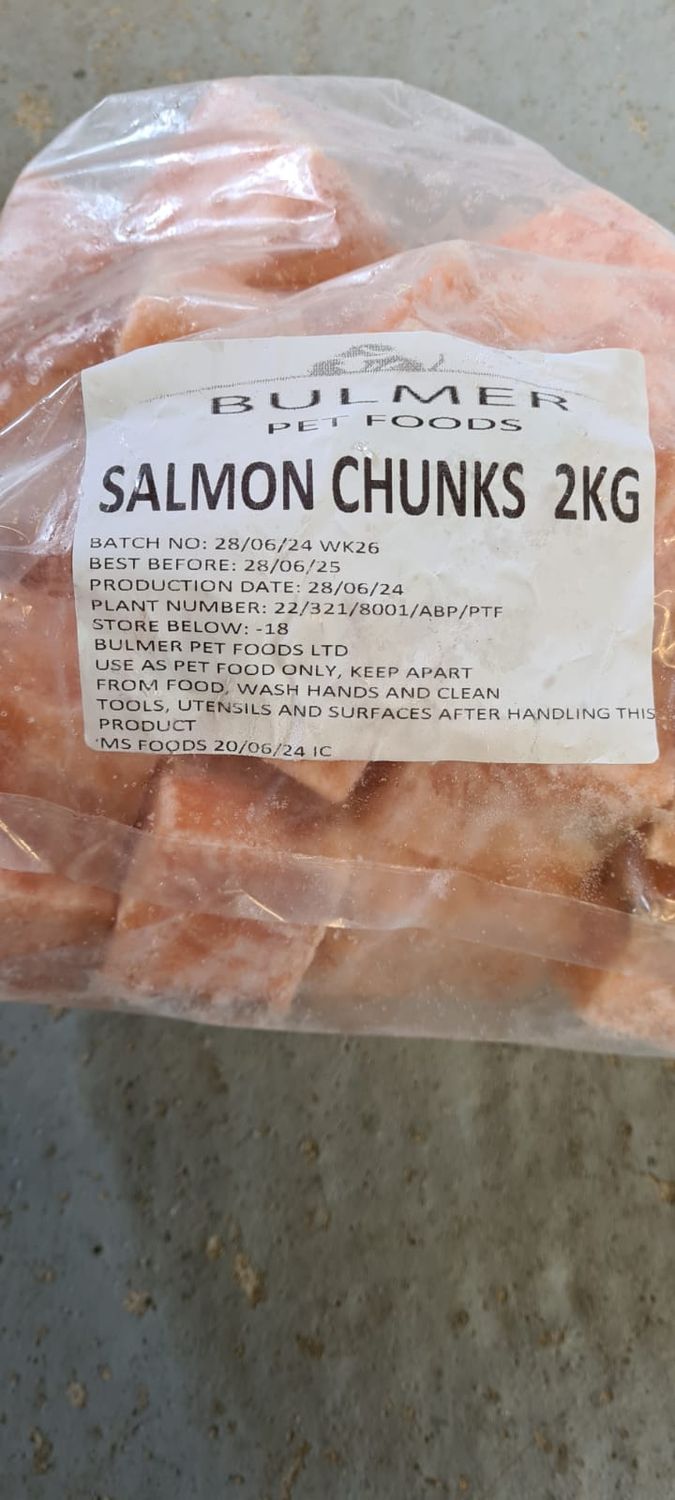 BULMER
PET FOODS
SALMON CHUNKS 2KG
BATCH NO: 28/06/24 WK26
BEST BEFORE: 28/06/25
PRODUCTION DATE: 28/06/24
PLANT NUMBER: 22/321/8001/ABP/PTF
STORE BELOW: -18
BULMER PET FOODS LTD
USE AS PET FOOD ONLY, KEEP APART
FROM FOOD, WASH HANDS AND CLEAN
TOOLS, UTENSILS AND SURFACES AFTER HANDLING THIS
PRODUCT
'MS FOODS 20/06/24 IC